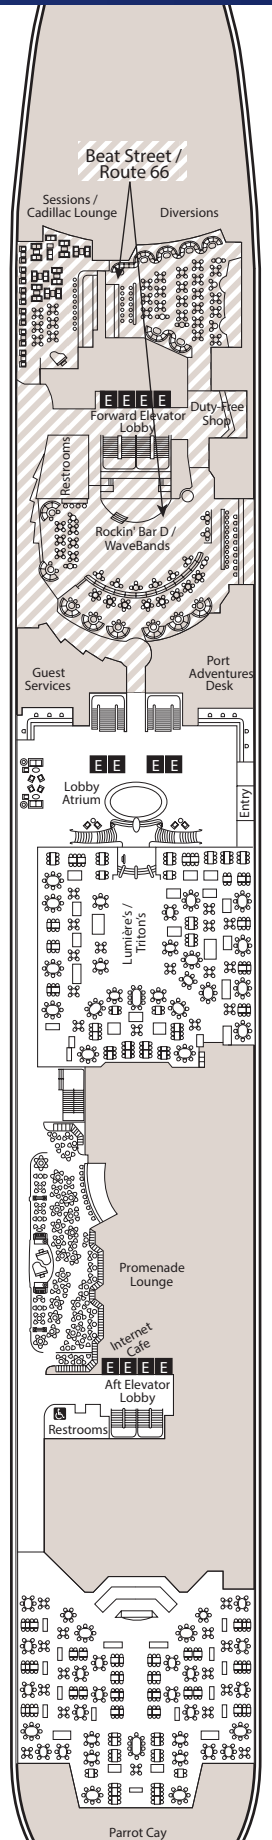 Beat Street /
Route 66
Sessions /
Cadillac Lounge
Diversions
E E E E
Forward Elevator
Lobby
Duty-Free
Shop
Restrooms
Rockin' Bar D /
WaveBands
Guest
Services
Port
Adventures
Desk
E E
E E
Lobby
Atrium
Entry
Lumière's /
Triton's
Promenade
Lounge
Internet
Cafe
E E E E
Aft Elevator
Lobby
Restrooms
Parrot Cay